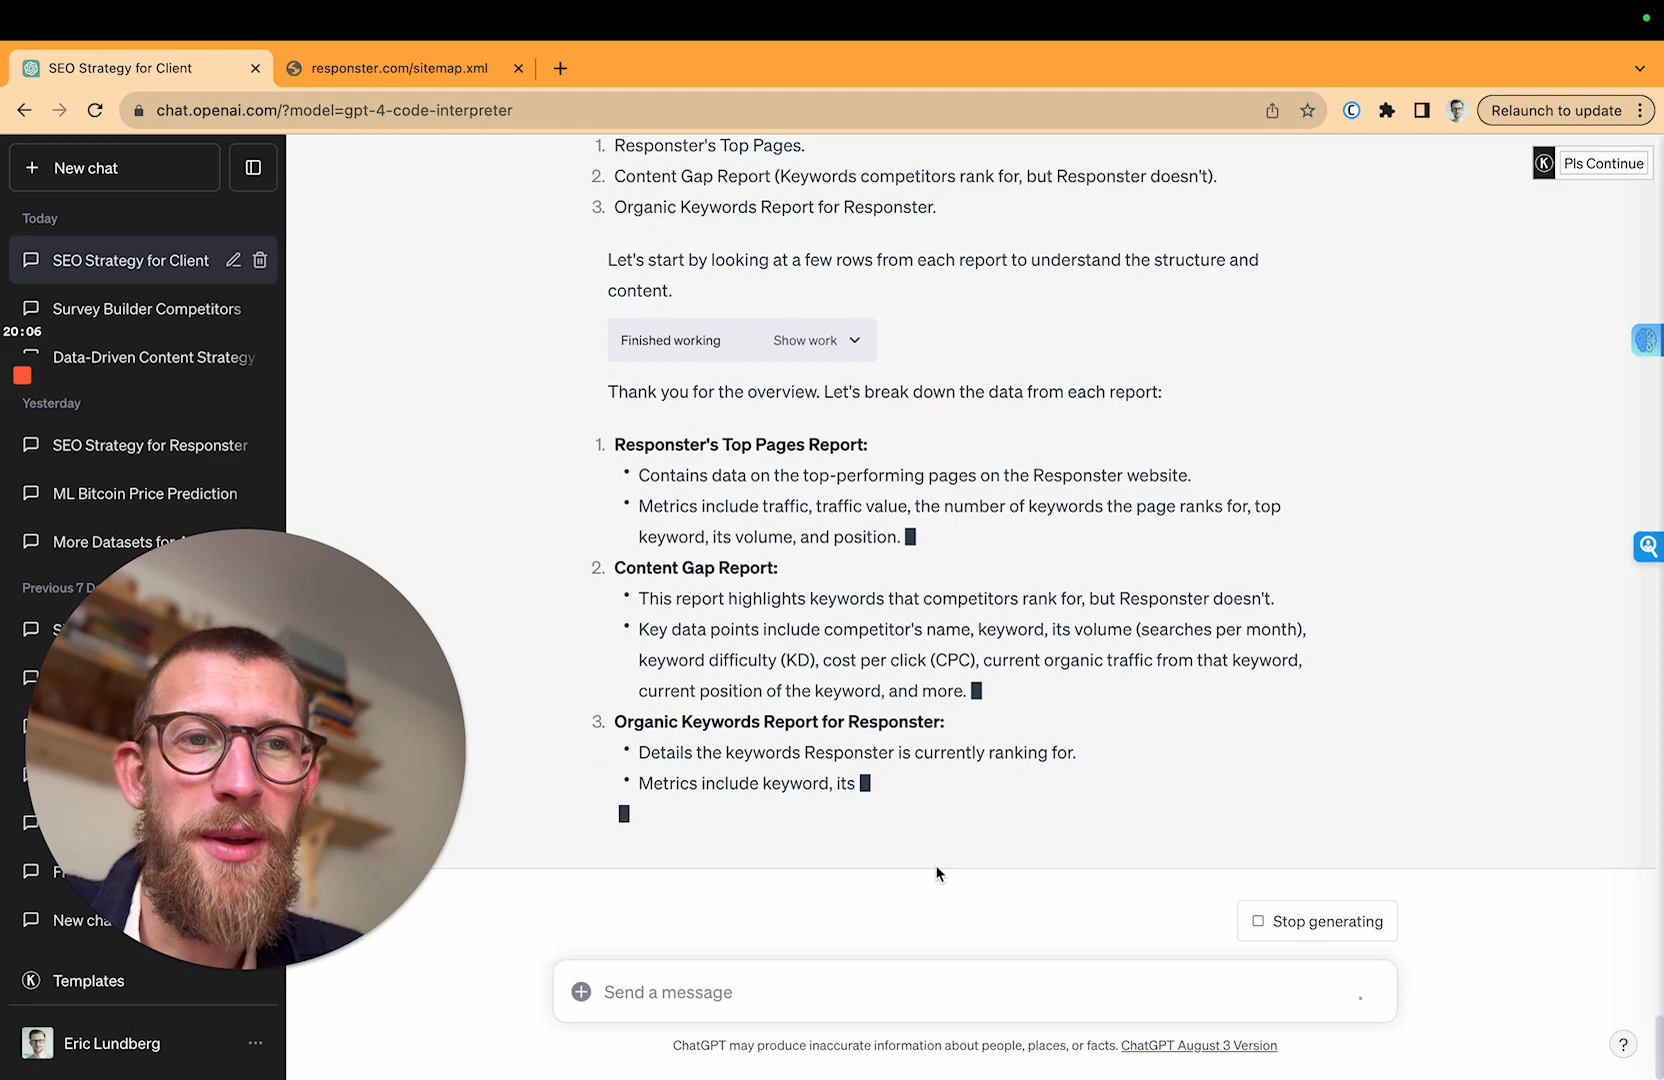 SEO Strategy for Client
responster.com/sitemap.xml
chat.openai.com/?model=gpt-4-code-interpreter
Relaunch to update
New chat
Today
SEO Strategy for Client
Survey Builder Competitors
20:06
Data-Driven Content Strategy
Yesterday
SEO Strategy for Responster
ML Bitcoin Price Prediction
More Datasets for
Previous 7 D
New cha
Templates
Eric Lundberg
K Pls Continue
1. Responster's Top Pages.
2. Content Gap Report (Keywords competitors rank for, but Responster doesn't).
3. Organic Keywords Report for Responster.
Let's start by looking at a few rows from each report to understand the structure and
content.
Finished working Show work
Thank you for the overview. Let's break down the data from each report:
1. Responster's Top Pages Report:
• Contains data on the top-performing pages on the Responster website.
• Metrics include traffic, traffic value, the number of keywords the page ranks for, top
keyword, its volume, and position.
2. Content Gap Report:
• This report highlights keywords that competitors rank for, but Responster doesn't.
• Key data points include competitor's name, keyword, its volume (searches per month),
keyword difficulty (KD), cost per click (CPC), current organic traffic from that keyword,
current position of the keyword, and more.
3. Organic Keywords Report for Responster:
• Details the keywords Responster is currently ranking for.
• Metrics include keyword, its
Stop generating
Send a message
ChatGPT may produce inaccurate information about people, places, or facts. ChatGPT August 3 Version
?